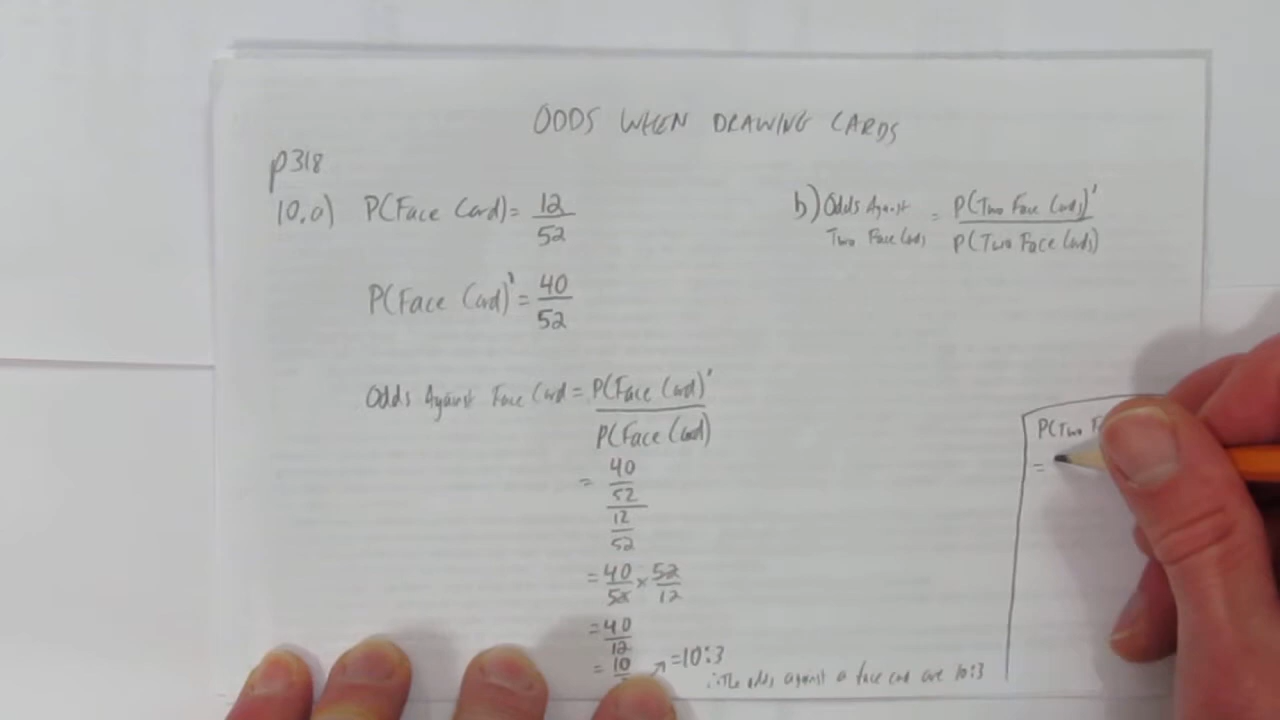 ODDS WHEN DRAWING CARDS
p318
10.a) P(Face Card) = 12/52
P(Face Card)' = 40/52
Odds Against Face Card = P(Face Card)'/P(Face Card)
= 40/52 / 12/52
= 40/52 × 52/12
= 40/12
= 10/ ↗ = 10:3
∴ The odds against a face card are 10:3
b) Odds Against Two Face Cards = P(Two Face Cards)'/P(Two Face Cards)
P(Two F
=